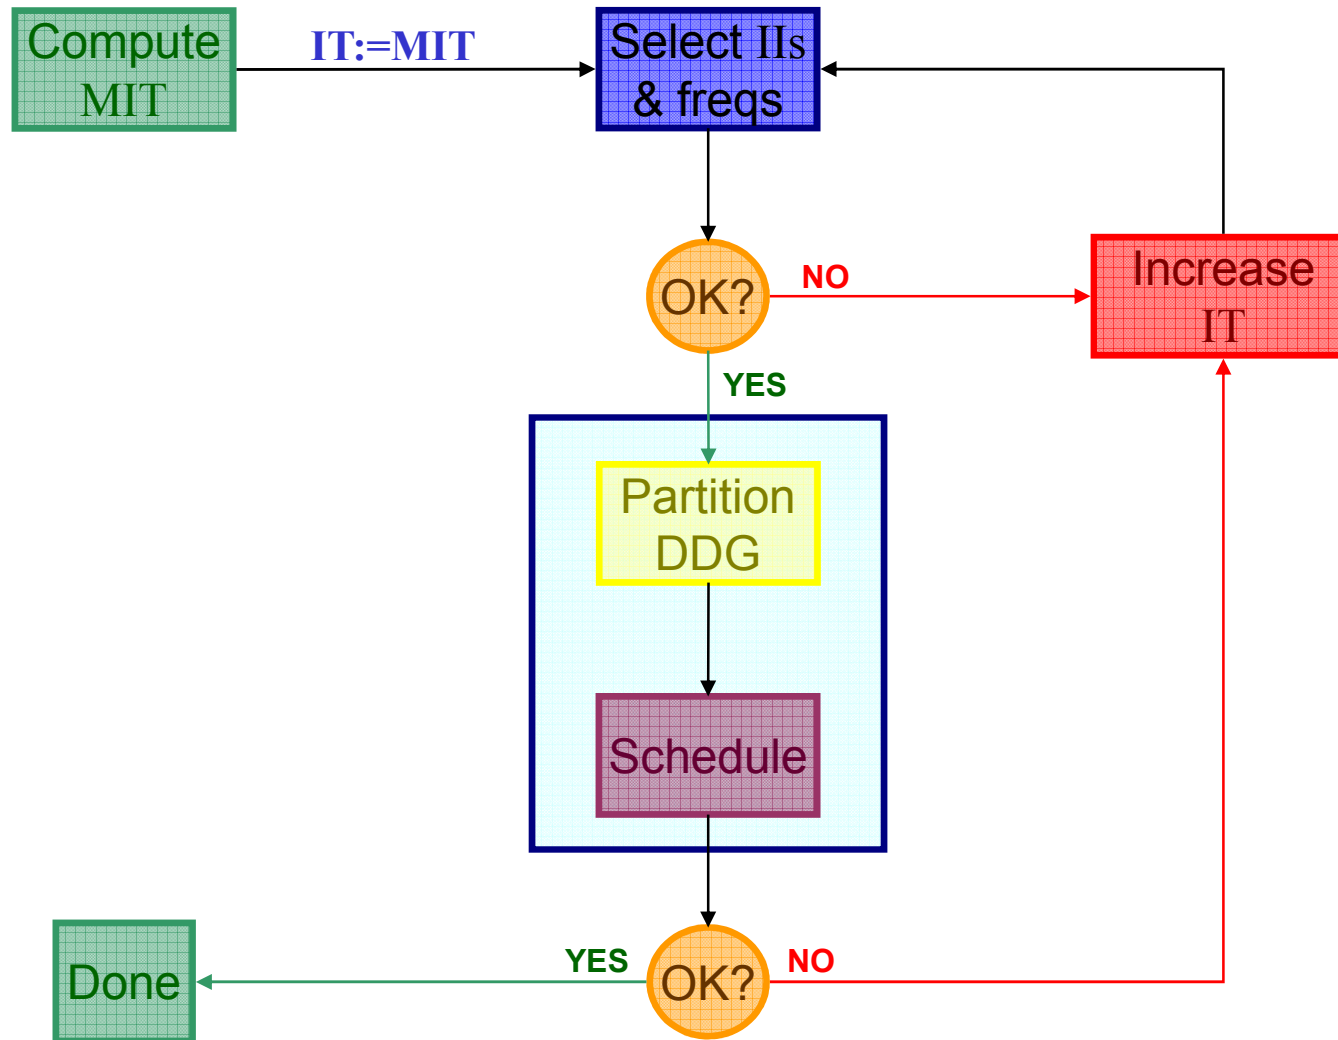 Compute
MIT
IT:=MIT
Select IIs
& freqs
OK?
NO
Increase
IT
YES
Partition
DDG
Schedule
Done
YES
OK?
NO